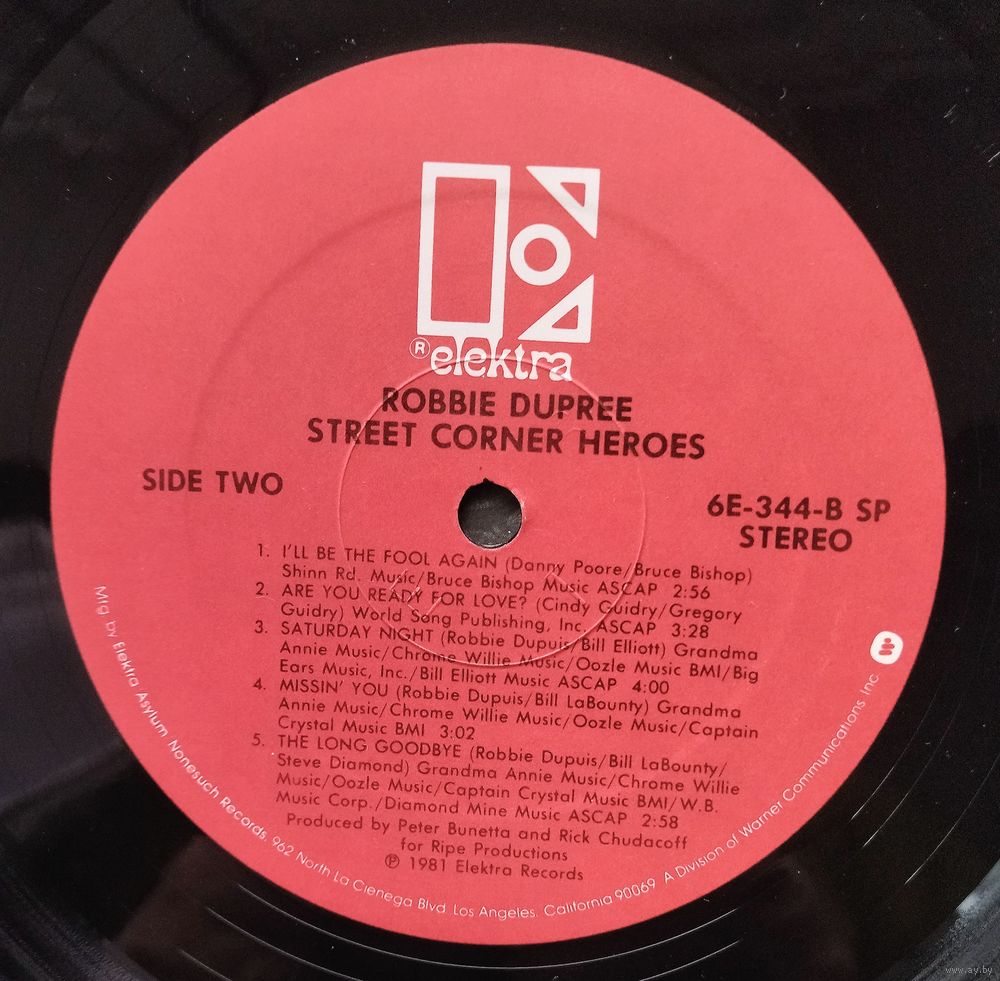 ® elektra
ROBBIE DUPREE
STREET CORNER HEROES
SIDE TWO
6E-344-B SP
STEREO
1. I'LL BE THE FOOL AGAIN (Danny Poore/Bruce Bishop)
Shinn Rd. Music/Bruce Bishop Music ASCAP 2:56
2. ARE YOU READY FOR LOVE? (Cindy Guidry/Gregory
Guidry) World Song Publishing, Inc. ASCAP 3:28
3. SATURDAY NIGHT (Robbie Dupuis/Bill Elliott) Grandma
Annie Music/Chrome Willie Music/Oozle Music BMI/Big
Ears Music, Inc./Bill Elliott Music ASCAP 4:00
4. MISSIN' YOU (Robbie Dupuis/Bill LaBounty) Grandma
Annie Music/Chrome Willie Music/Oozle Music/Captain
Crystal Music BMI 3:02
5. THE LONG GOODBYE (Robbie Dupuis/Bill LaBounty/
Steve Diamond) Grandma Annie Music/Chrome Willie
Music/Oozle Music/Captain Crystal Music BMI/W.B.
Music Corp./Diamond Mine Music ASCAP 2:58
Produced by Peter Bunetta and Rick Chudacoff
for Ripe Productions
℗ 1981 Elektra Records
Mfg. by Elektra Asylum Nonesuch Records. 962 North La Cienega Blvd. Los Angeles. California 90069 A Division of Warner Communications. Inc.
www.ay.by